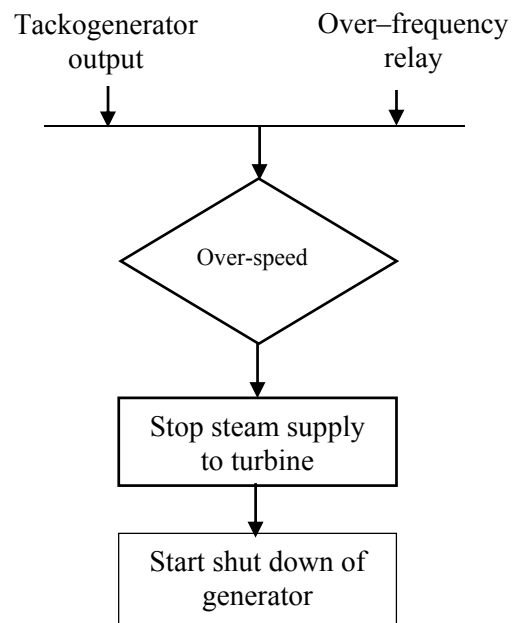 Tackogenerator
output
Over–frequency
relay
Over-speed
Stop steam supply
to turbine
Start shut down of
generator